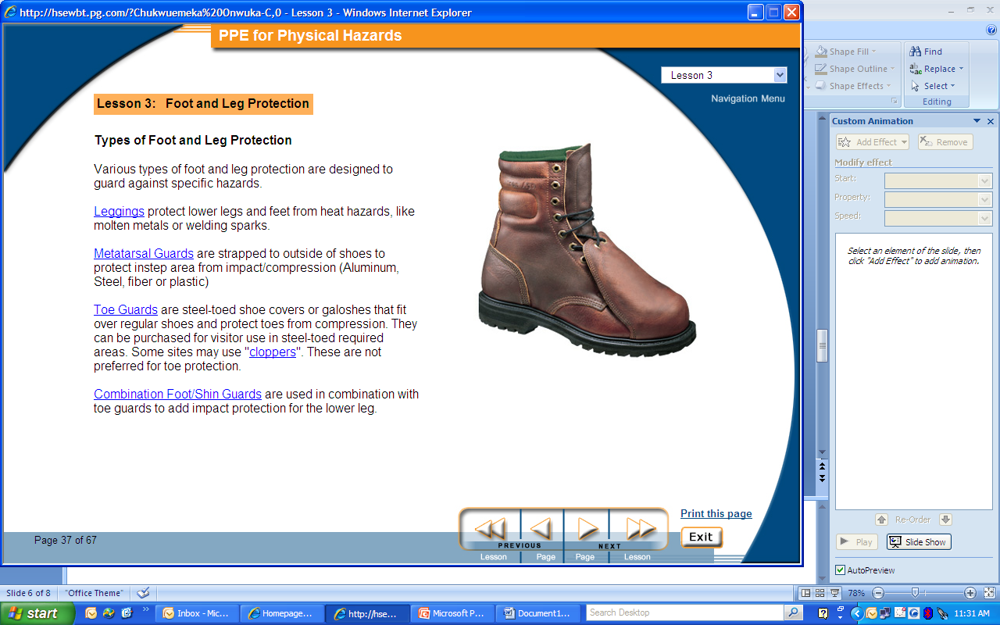 http://hsewbt.pg.com/?Chukwuemeka%20Onwuka-C,0 - Lesson 3 - Windows Internet Explorer
PPE for Physical Hazards
Lesson 3
Navigation Menu
Lesson 3: Foot and Leg Protection
Types of Foot and Leg Protection
Various types of foot and leg protection are designed to
guard against specific hazards.
Leggings protect lower legs and feet from heat hazards, like
molten metals or welding sparks.
Metatarsal Guards are strapped to outside of shoes to
protect instep area from impact/compression (Aluminum,
Steel, fiber or plastic)
Toe Guards are steel-toed shoe covers or galoshes that fit
over regular shoes and protect toes from compression. They
can be purchased for visitor use in steel-toed required
areas. Some sites may use "cloppers". These are not
preferred for toe protection.
Combination Foot/Shin Guards are used in combination with
toe guards to add impact protection for the lower leg.
Print this page
Exit
PREVIOUS
NEXT
Lesson Page Page Lesson
Page 37 of 67
Shape Fill
Shape Outline
Shape Effects
Find
Replace
Select
Editing
Custom Animation
Add Effect
Remove
Modify effect
Start:
Property:
Speed:
Select an element of the slide, then
click "Add Effect" to add animation.
Re-Order
Play
Slide Show
AutoPreview
Slide 6 of 8
"Office Theme"
78%
start
Inbox - Mic...
Homepage...
http://hse...
Microsoft P...
Document1...
Search Desktop
11:31 AM